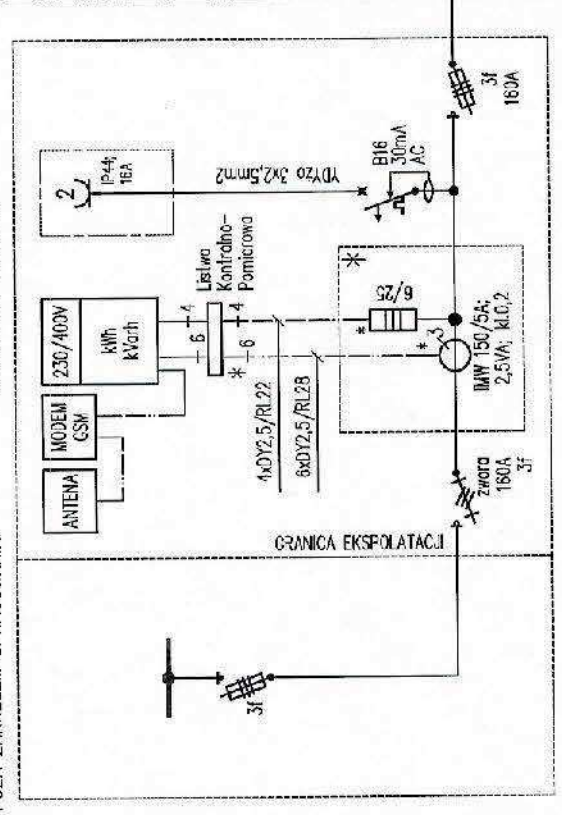 ANTENA
MODEM
GSM
230/400V
kWh
kVarh
4
6
4
6
*
Listwa
Kontrolno-
Pomiarowa
4xDY2,5/RL22
6xDY2,5/RL28
2
IP44;
16A
YDYżo 3x2,5mm2
B16
30mA
AC
3f
160A
*
6/25
*
*
3
IMW 150/5A;
2,5VA; kl.0,2
zwora
160A
3f
GRANICA EKSPOLATACJI
3f